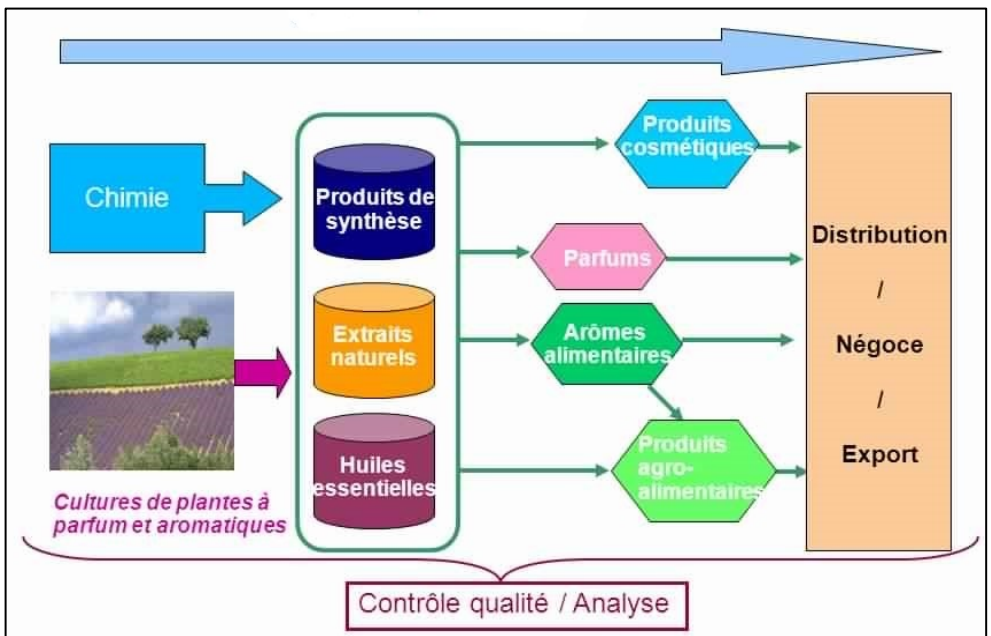 Chimie
Cultures de plantes à
parfum et aromatiques
Produits de
synthèse
Extraits
naturels
Huiles
essentielles
Produits
cosmétiques
Parfums
Arômes
alimentaires
Produits
agro-
alimentaires
Distribution
/
Négoce
/
Export
Contrôle qualité / Analyse